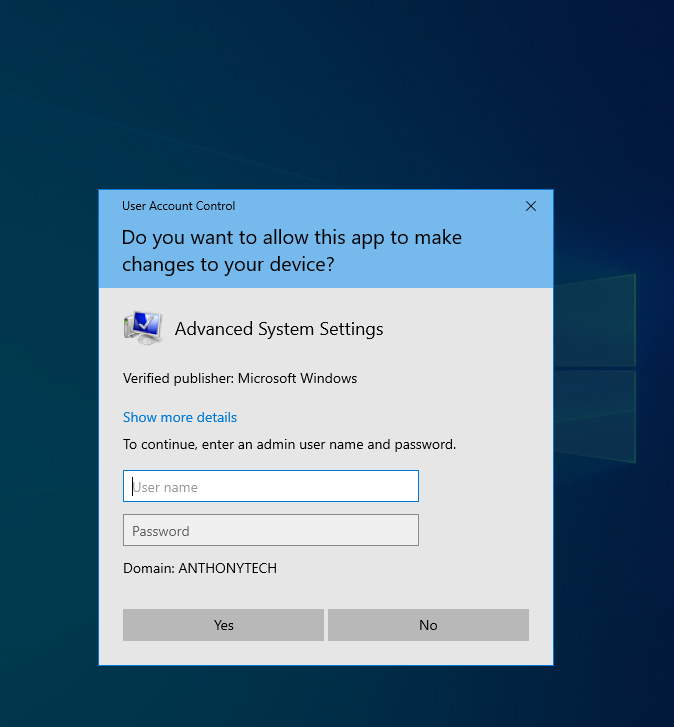 User Account Control
Do you want to allow this app to make
changes to your device?
Advanced System Settings
Verified publisher: Microsoft Windows
Show more details
To continue, enter an admin user name and password.
User name
Password
Domain: ANTHONYTECH
Yes No